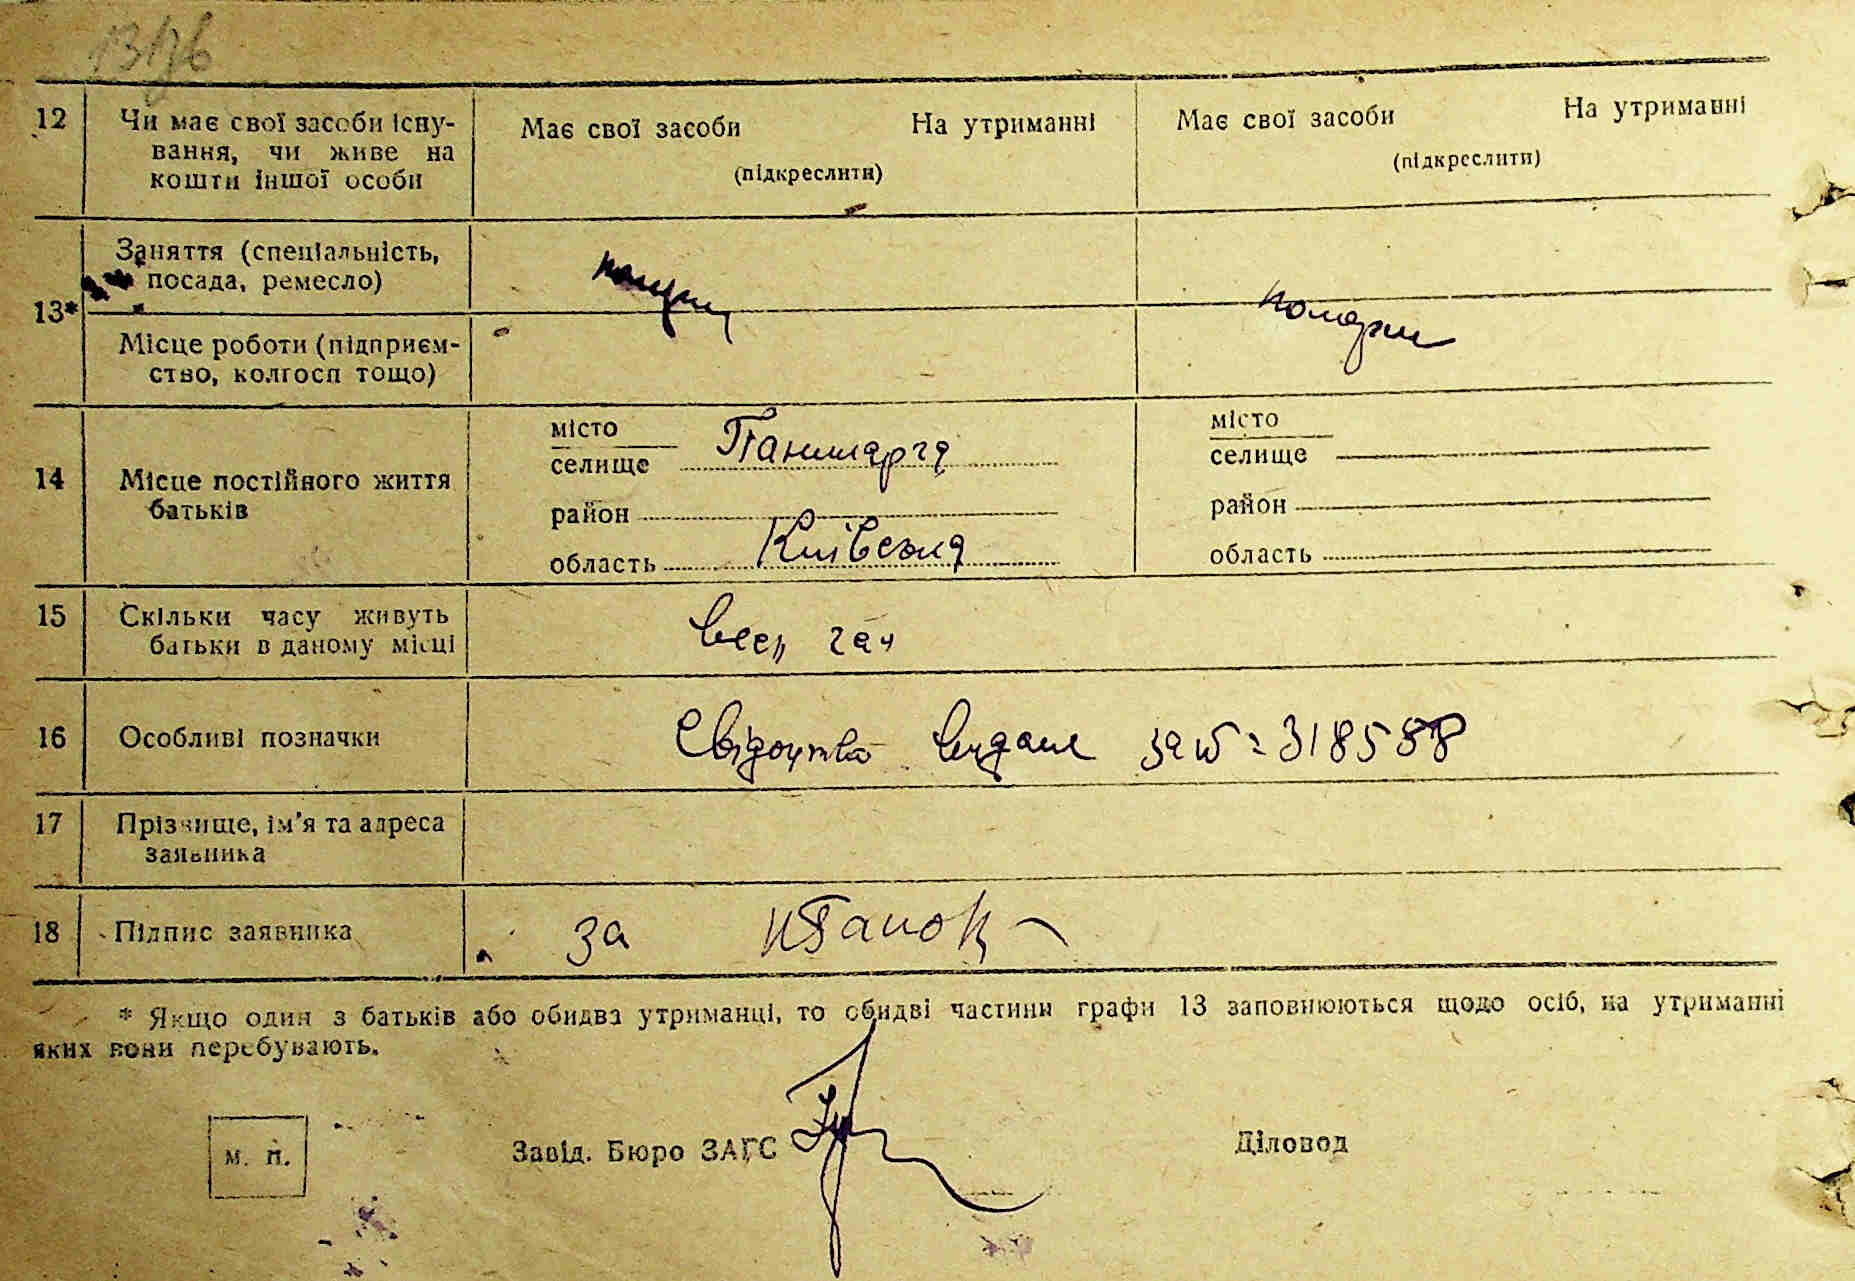 12 Чи має свої засоби існу-
вання, чи живе на
кошти іншої особи
Має свої засоби На утриманні
(підкреслити)
Має свої засоби На утриманні
(підкреслити)
13*
Заняття (спеціальність,
посада, ремесло)
Місце роботи (підприєм-
ство, колгосп тощо)
14 Місце постійного життя
батьків
місто
селище
район
область Київська
місто
селище
район
область
15 Скільки часу живуть
батьки в даному місці
весь час
16 Особливі позначки
Свідоцтво видане за № 318588
17 Прізвище, ім'я та адреса
заявника
18 Підпис заявника
за
* Якщо один з батьків або обидва утриманці, то обидві частини графи 13 заповнюються щодо осіб, на утриманні
яких вони перебувають.
м. п.
Завід. Бюро ЗАГС
Діловод